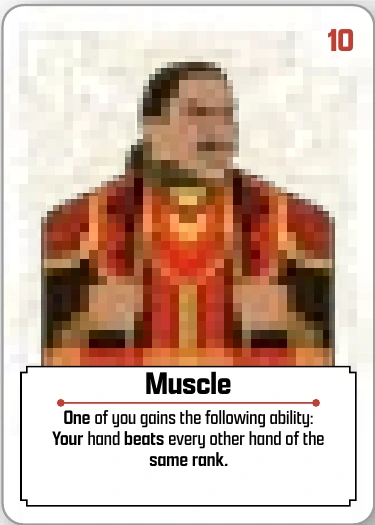 10
Muscle
One of you gains the following ability:
Your hand beats every other hand of the
same rank.